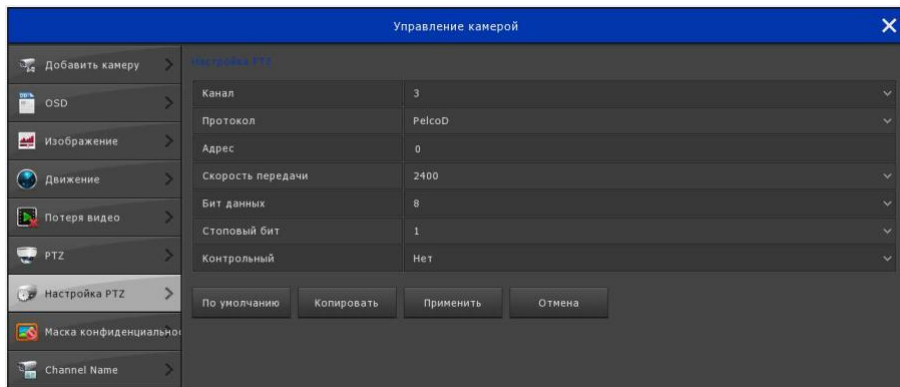 Управление камерой
Добавить камеру
OSD
Изображение
Движение
Потеря видео
PTZ
Настройка PTZ
Маска конфиденциальнос
Channel Name
Настройка PTZ
Канал 3
Протокол PelcoD
Адрес 0
Скорость передачи 2400
Бит данных 8
Стоповый бит 1
Контрольный Нет
По умолчанию Копировать Применить Отмена